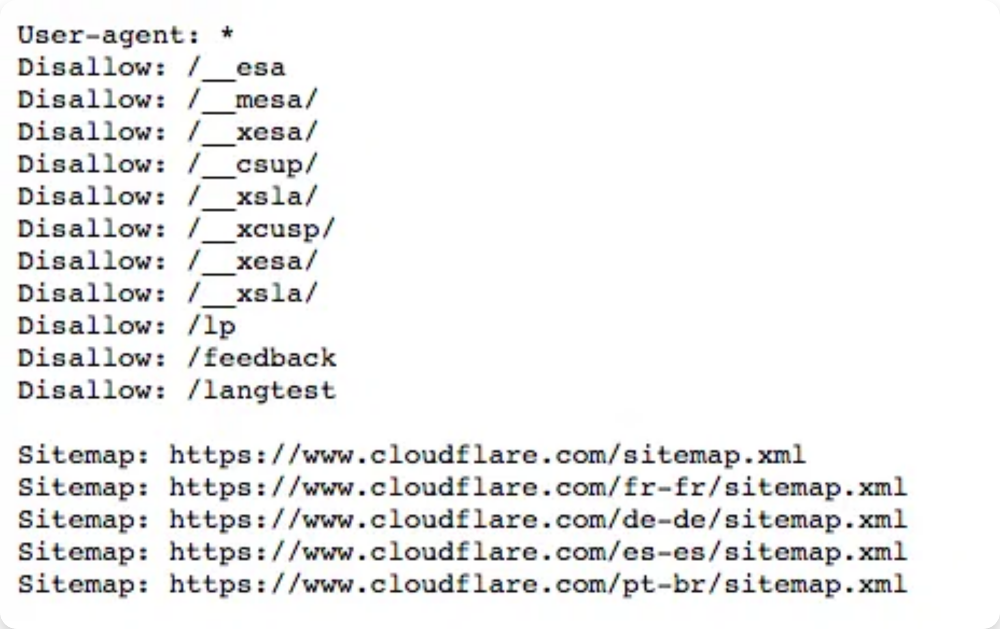 User-agent: *
Disallow: /__esa
Disallow: /__mesa/
Disallow: /__xesa/
Disallow: /__csup/
Disallow: /__xsla/
Disallow: /__xcusp/
Disallow: /__xesa/
Disallow: /__xsla/
Disallow: /lp
Disallow: /feedback
Disallow: /langtest

Sitemap: https://www.cloudflare.com/sitemap.xml
Sitemap: https://www.cloudflare.com/fr-fr/sitemap.xml
Sitemap: https://www.cloudflare.com/de-de/sitemap.xml
Sitemap: https://www.cloudflare.com/es-es/sitemap.xml
Sitemap: https://www.cloudflare.com/pt-br/sitemap.xml